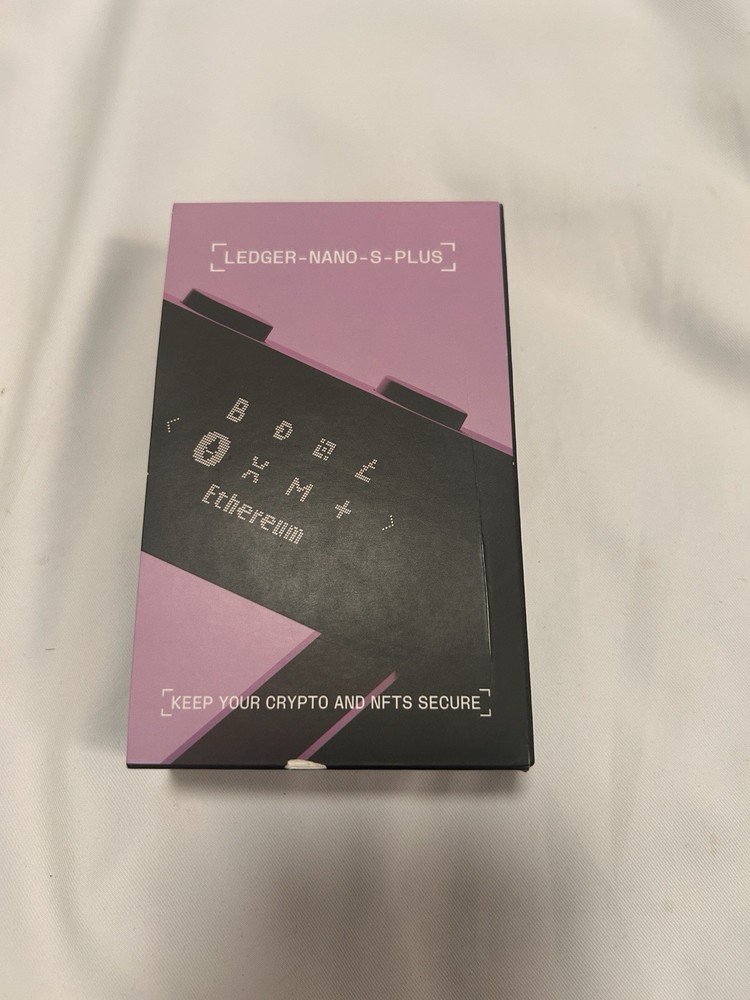 LEDGER-NANO-S-PLUS
B
M +
Ethereum
KEEP YOUR CRYPTO AND NFTS SECURE